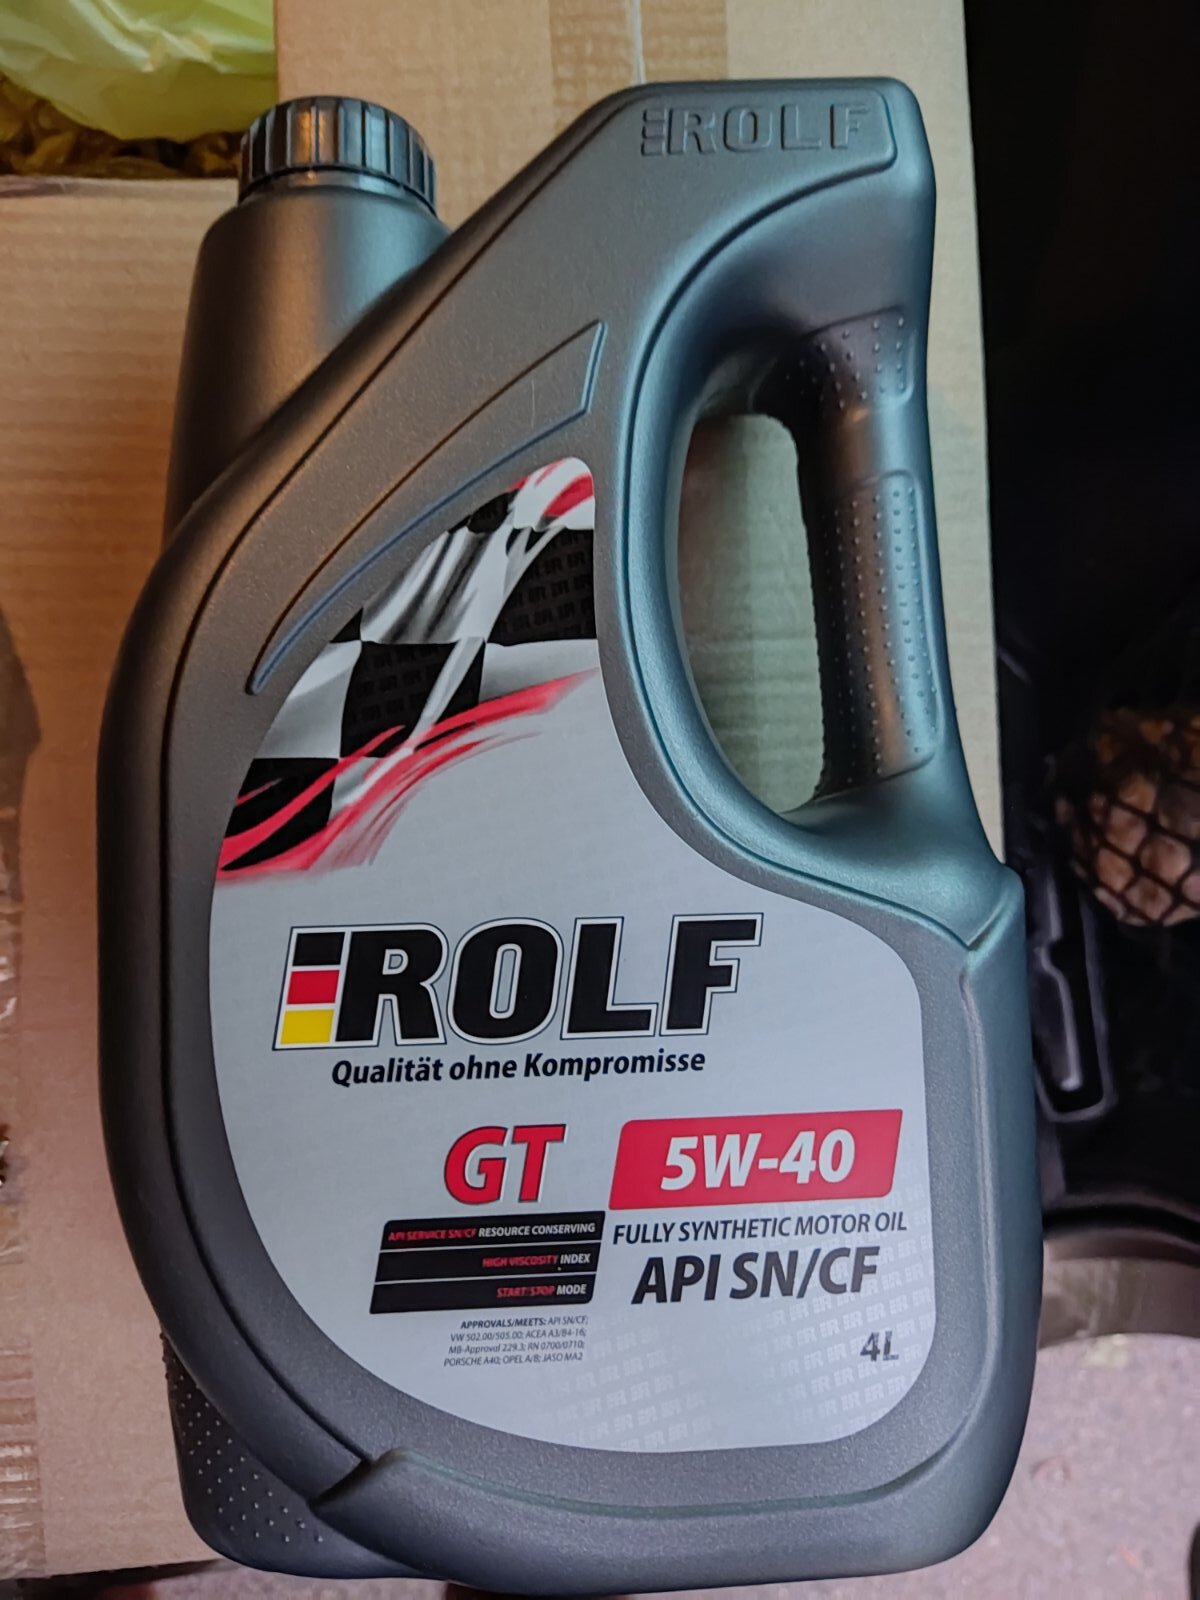 ROLF
ROLF
Qualität ohne Kompromisse
GT
5W-40
API SERVICE SN/CF RESOURCE CONSERVING
HIGH VISCOSITY INDEX
START/STOP MODE
FULLY SYNTHETIC MOTOR OIL
API SN/CF
APPROVALS/MEETS: API SN/CF;
VW 502.00/505.00; ACEA A3/B4-16;
MB-Approval 229.3; RN 0700/0710;
PORSCHE A40; OPEL A/B; JASO MA2
4L